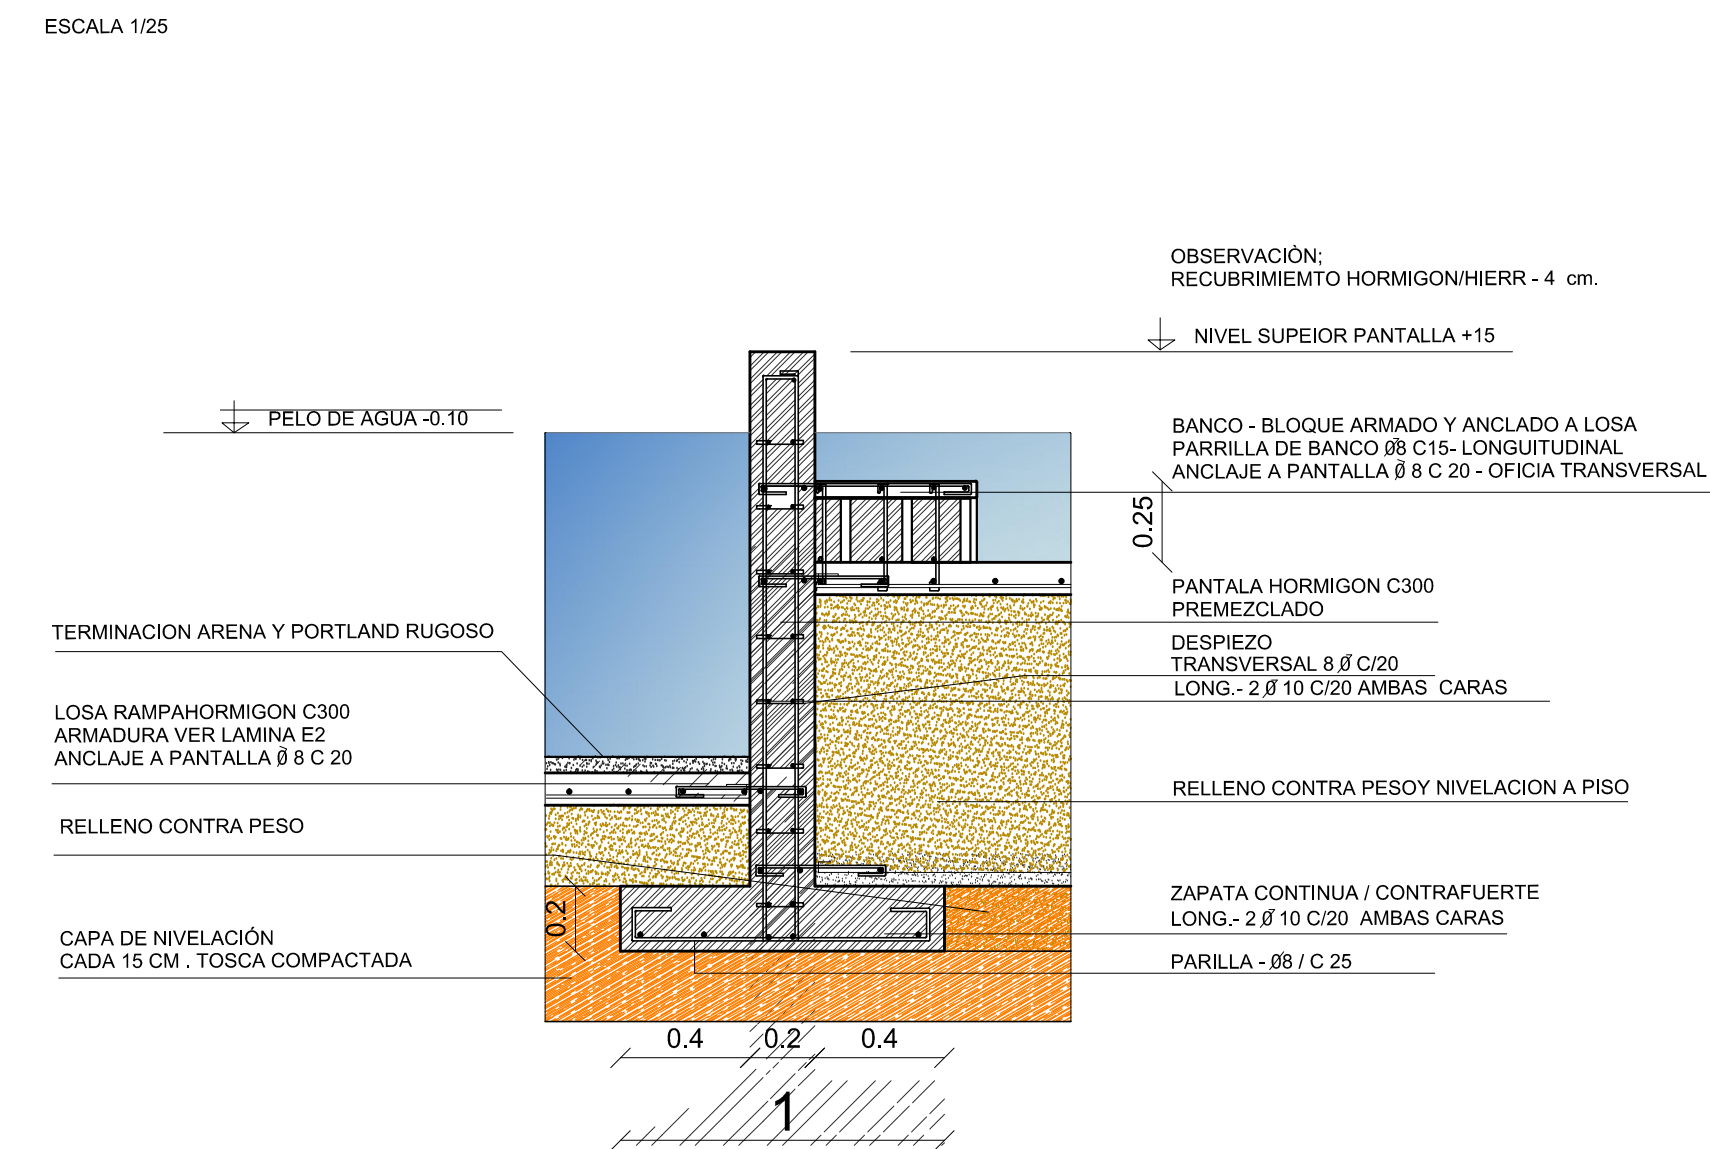 ESCALA 1/25
OBSERVACIÒN;
RECUBRIMIEMTO HORMIGON/HIERR - 4 cm.
NIVEL SUPEIOR PANTALLA +15
PELO DE AGUA -0.10
BANCO - BLOQUE ARMADO Y ANCLADO A LOSA
PARRILLA DE BANCO Ø8 C15- LONGUITUDINAL
ANCLAJE A PANTALLA Ø 8 C 20 - OFICIA TRANSVERSAL
0.25
PANTALA HORMIGON C300
PREMEZCLADO
TERMINACION ARENA Y PORTLAND RUGOSO
DESPIEZO
TRANSVERSAL 8 Ø C/20
LONG.- 2 Ø 10 C/20 AMBAS CARAS
LOSA RAMPAHORMIGON C300
ARMADURA VER LAMINA E2
ANCLAJE A PANTALLA Ø 8 C 20
RELLENO CONTRA PESOY NIVELACION A PISO
RELLENO CONTRA PESO
ZAPATA CONTINUA / CONTRAFUERTE
LONG.- 2 Ø 10 C/20 AMBAS CARAS
0.2
CAPA DE NIVELACIÓN
CADA 15 CM . TOSCA COMPACTADA
PARILLA - Ø8 / C 25
0.4 0.2 0.4
1